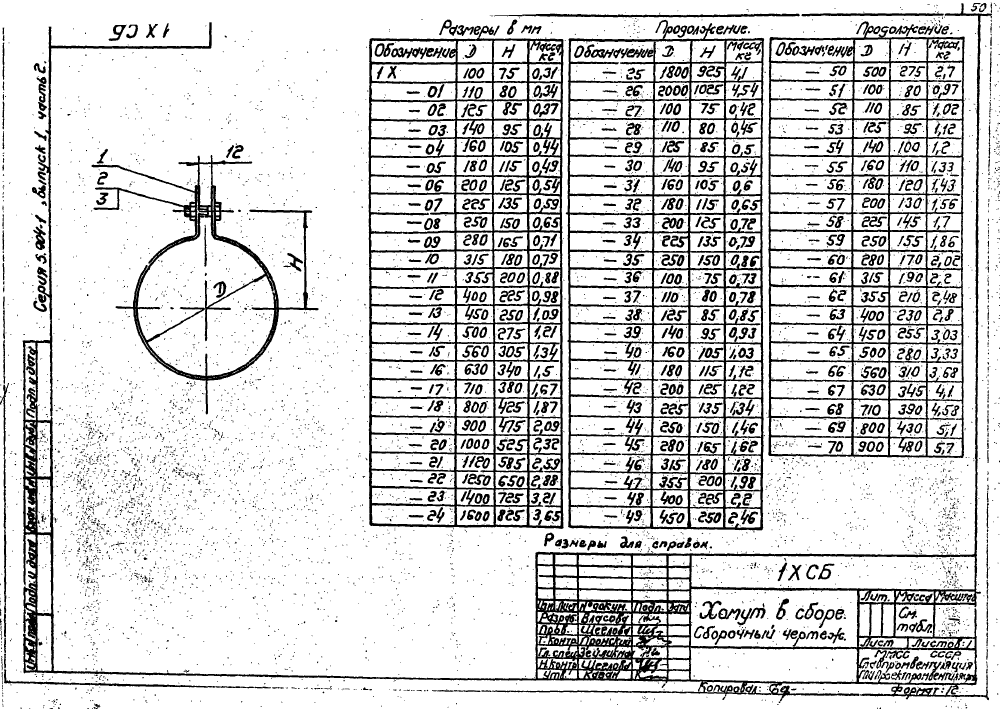 50
1ХСБ
Серия 5.904-1, выпуск 1, часть 2.
Размеры в мм
Обозначение D H Масса, кг
1Х 100 75 0,31
— 01 110 80 0,34
— 02 125 85 0,37
— 03 140 95 0,4
— 04 160 105 0,44
— 05 180 115 0,49
— 06 200 125 0,54
— 07 225 135 0,59
— 08 250 150 0,65
— 09 280 165 0,71
— 10 315 180 0,79
— 11 355 200 0,88
— 12 400 225 0,98
— 13 450 250 1,09
— 14 500 275 1,21
— 15 560 305 1,34
— 16 630 340 1,5
— 17 710 380 1,67
— 18 800 425 1,87
— 19 900 475 2,09
— 20 1000 525 2,32
— 21 1120 585 2,59
— 22 1250 650 2,88
— 23 1400 725 3,21
— 24 1600 825 3,65
Продолжение.
Обозначение D H Масса, кг
— 25 1800 925 4,1
— 26 2000 1025 4,54
— 27 100 75 0,42
— 28 110 80 0,45
— 29 125 85 0,5
— 30 140 95 0,54
— 31 160 105 0,6
— 32 180 115 0,65
— 33 200 125 0,72
— 34 225 135 0,79
— 35 250 150 0,86
— 36 100 75 0,73
— 37 110 80 0,78
— 38 125 85 0,85
— 39 140 95 0,93
— 40 160 105 1,03
— 41 180 115 1,12
— 42 200 125 1,22
— 43 225 135 1,34
— 44 250 150 1,46
— 45 280 165 1,62
— 46 315 180 1,8
— 47 355 200 1,98
— 48 400 225 2,2
— 49 450 250 2,46
Продолжение.
Обозначение D H Масса, кг
— 50 500 275 2,7
— 51 100 80 0,97
— 52 110 85 1,02
— 53 125 95 1,12
— 54 140 100 1,2
— 55 160 110 1,33
— 56 180 120 1,43
— 57 200 130 1,56
— 58 225 145 1,7
— 59 250 155 1,86
— 60 280 170 2,02
— 61 315 190 2,2
— 62 355 210 2,48
— 63 400 230 2,8
— 64 450 255 3,03
— 65 500 280 3,33
— 66 560 310 3,68
— 67 630 345 4,1
— 68 710 390 4,58
— 69 800 430 5,1
— 70 900 480 5,7
1
2
3
12
H
D
Размеры для справок.
1ХСБ
Хомут в сборе.
Сборочный чертеж.
Лит. Масса Масштаб
См. табл.
Лист Листов: 1
СССР
Изм. Лист № докум. Подп. Дата
Разраб. Власова
Пров. Щеглова
Т.контр Пронский
Гл.спец
Н.контр Щеглова
Утв. Каган
Копировал:
Формат: 12
Подп. и дата
Подп. и дата